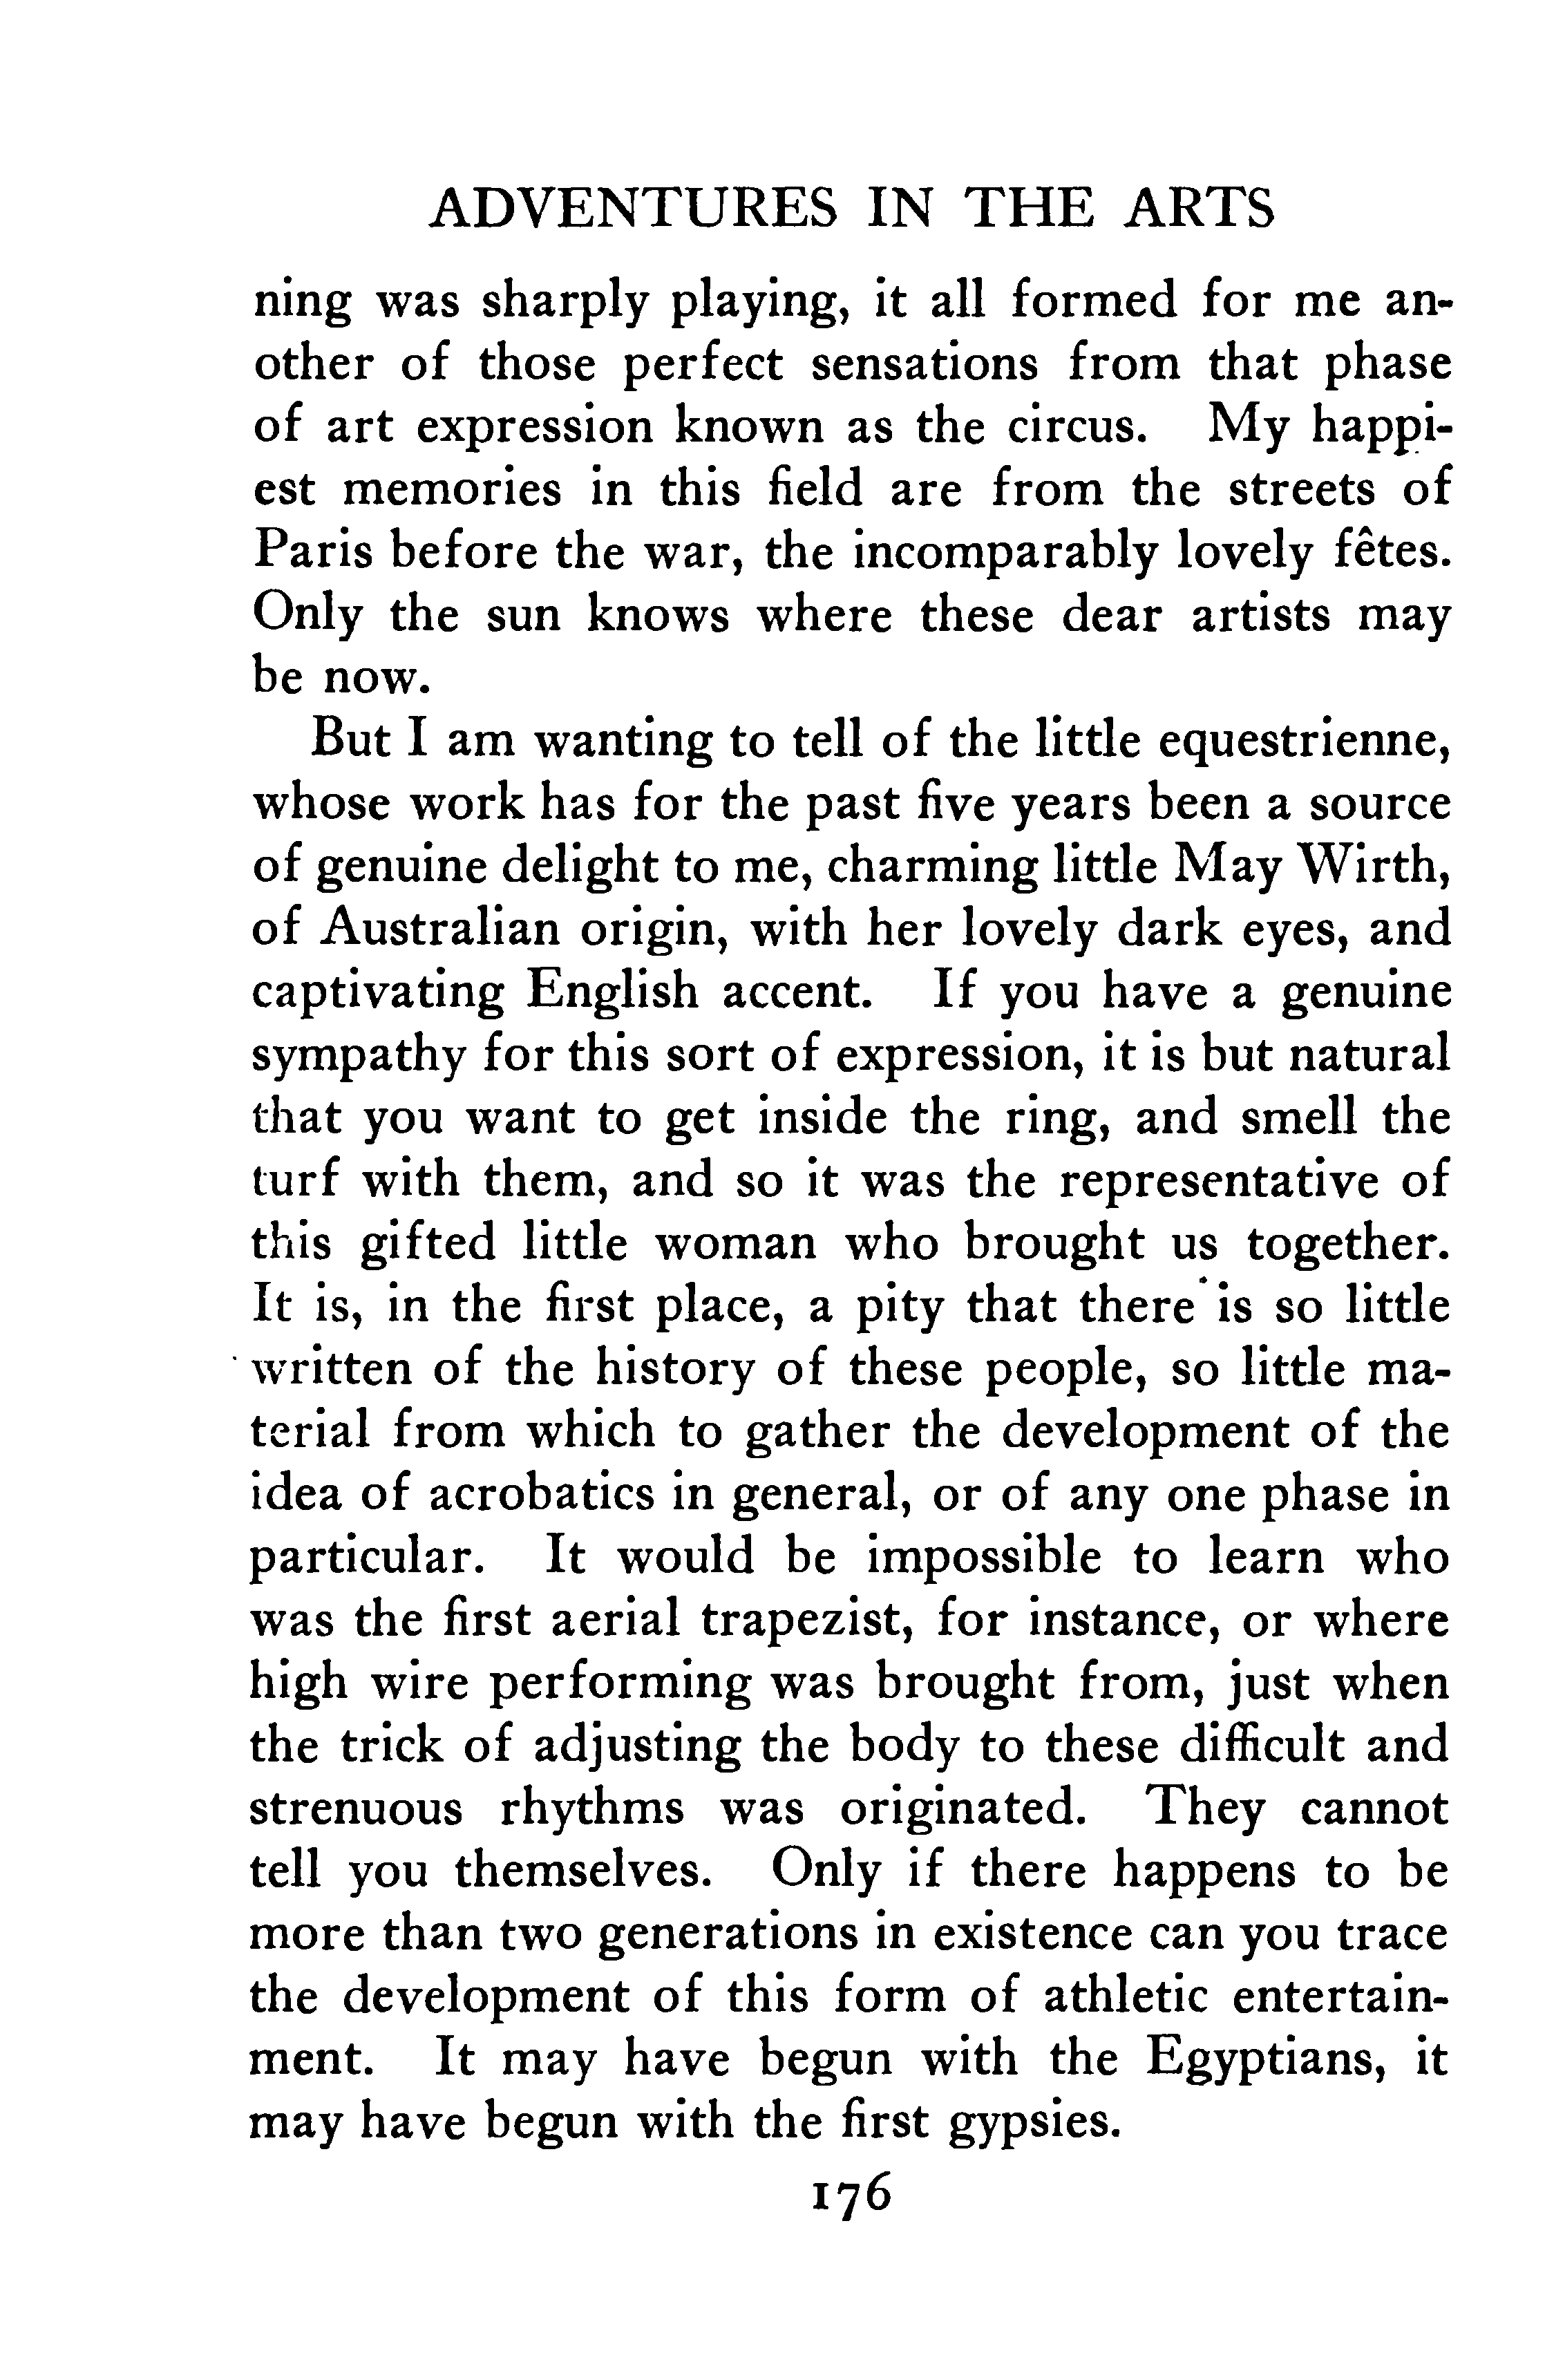 ADVENTURES IN THE ARTS
ning was sharply playing, it all formed for me an-
other of those perfect sensations from that phase
of art expression known as the circus. My happi-
est memories in this field are from the streets of
Paris before the war, the incomparably lovely fêtes.
Only the sun knows where these dear artists may
be now.
But I am wanting to tell of the little equestrienne,
whose work has for the past five years been a source
of genuine delight to me, charming little May Wirth,
of Australian origin, with her lovely dark eyes, and
captivating English accent. If you have a genuine
sympathy for this sort of expression, it is but natural
that you want to get inside the ring, and smell the
turf with them, and so it was the representative of
this gifted little woman who brought us together.
It is, in the first place, a pity that there is so little
written of the history of these people, so little ma-
terial from which to gather the development of the
idea of acrobatics in general, or of any one phase in
particular. It would be impossible to learn who
was the first aerial trapezist, for instance, or where
high wire performing was brought from, just when
the trick of adjusting the body to these difficult and
strenuous rhythms was originated. They cannot
tell you themselves. Only if there happens to be
more than two generations in existence can you trace
the development of this form of athletic entertain-
ment. It may have begun with the Egyptians, it
may have begun with the first gypsies.
176